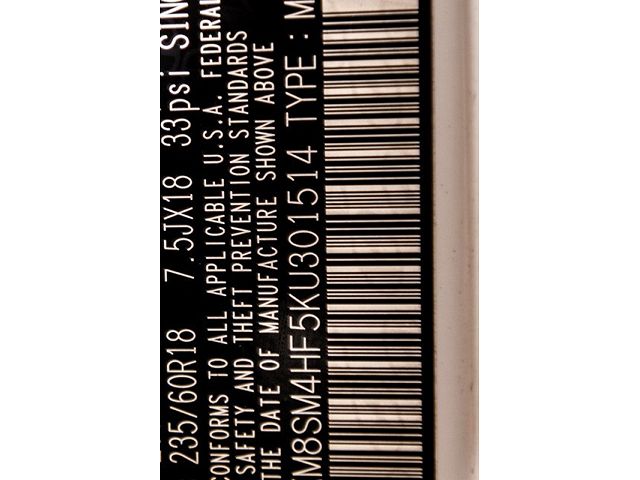 235/60R18 7.5JX18 33psi SING
CONFORMS TO ALL APPLICABLE U.S.A. FEDERAL
SAFETY AND THEFT PREVENTION STANDARDS
THE DATE OF MANUFACTURE SHOWN ABOVE
M8SM4HF5KU301514 TYPE : M